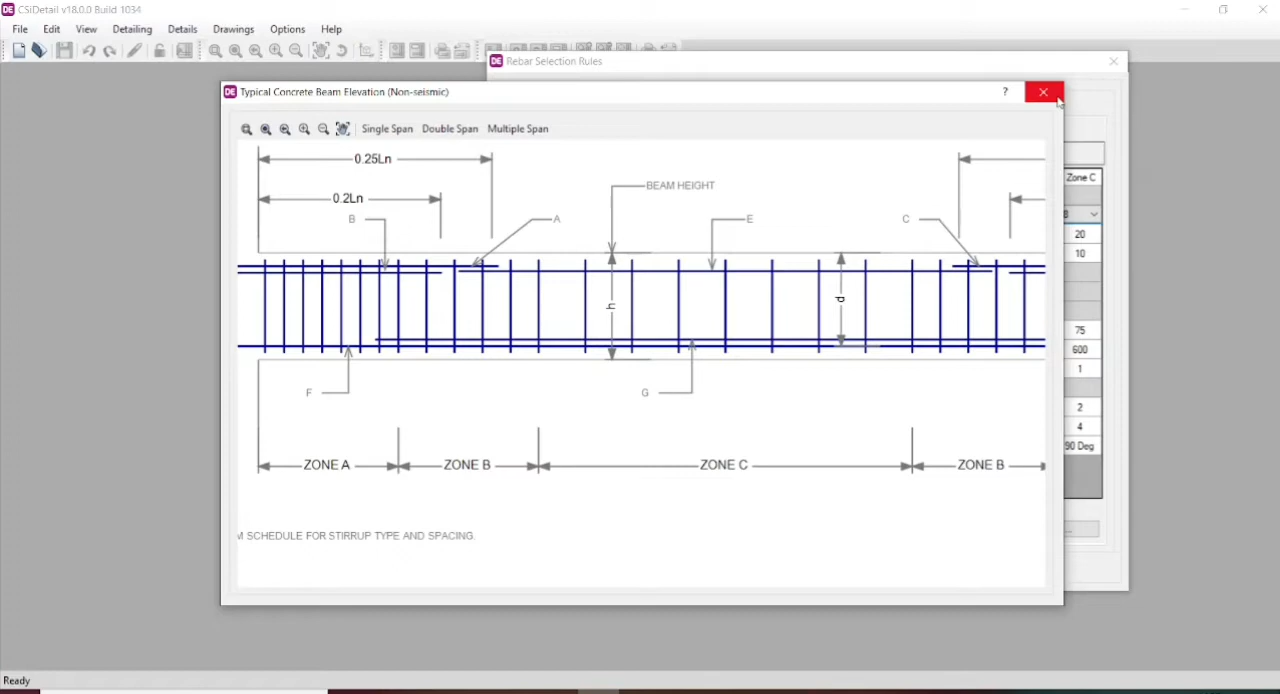 CSiDetail v18.0.0 Build 1034
File Edit View Detailing Details Drawings Options Help
DE Rebar Selection Rules
DE Typical Concrete Beam Elevation (Non-seismic) ?
Single Span Double Span Multiple Span
0.25Ln
0.2Ln
BEAM HEIGHT
B
A
E
C
h
d
F
G
ZONE A
ZONE B
ZONE C
ZONE B
SCHEDULE FOR STIRRUP TYPE AND SPACING.
Zone C
20
10
75
600
1
2
4
90 Deg
Ready